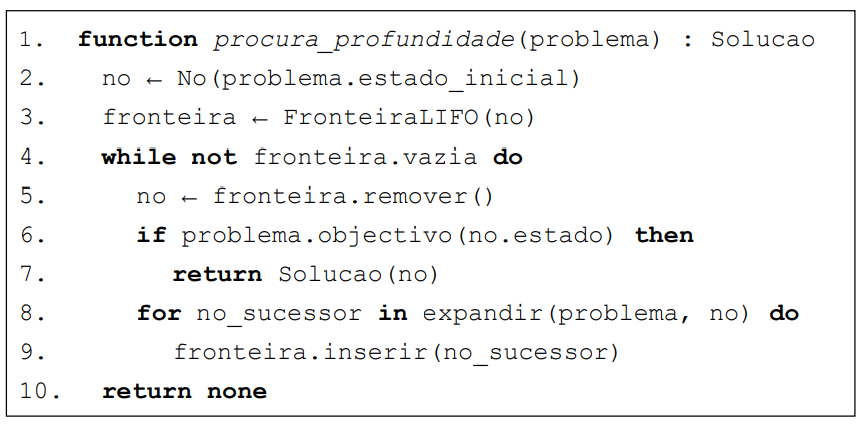 1. function procura_profundidade(problema) : Solucao
2. no ← No(problema.estado_inicial)
3. fronteira ← FronteiraLIFO(no)
4. while not fronteira.vazia do
5. no ← fronteira.remover()
6. if problema.objectivo(no.estado) then
7. return Solucao(no)
8. for no_sucessor in expandir(problema, no) do
9. fronteira.inserir(no_sucessor)
10. return none